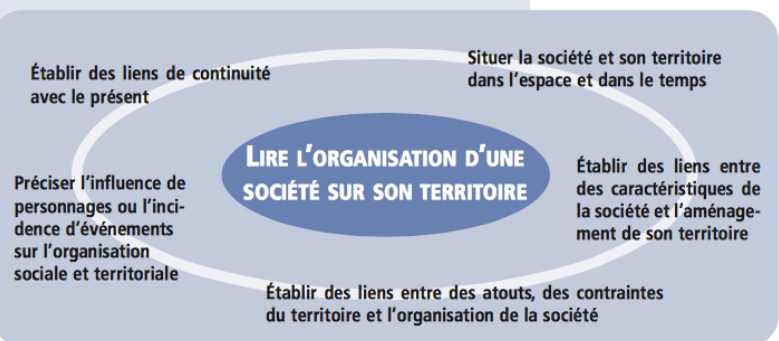 Établir des liens de continuité
avec le présent
Situer la société et son territoire
dans l'espace et dans le temps
LIRE L'ORGANISATION D'UNE
SOCIÉTÉ SUR SON TERRITOIRE
Établir des liens entre
des caractéristiques de
la société et l'aménage-
ment de son territoire
Préciser l'influence de
personnages ou l'inci-
dence d'événements
sur l'organisation
sociale et territoriale
Établir des liens entre des atouts, des contraintes
du territoire et l'organisation de la société